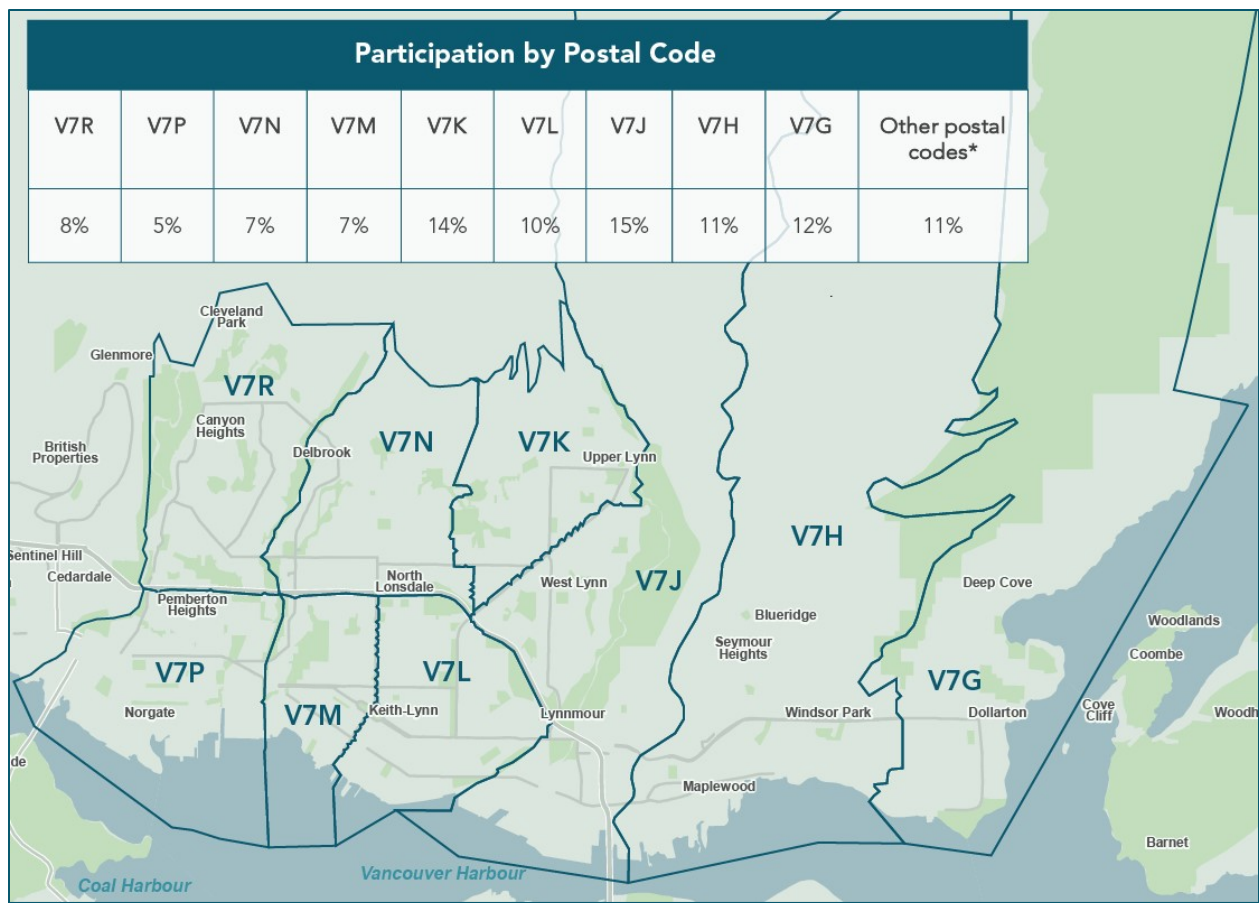 Participation by Postal Code
V7R V7P V7N V7M V7K V7L V7J V7H V7G Other postal
codes*
8% 5% 7% 7% 14% 10% 15% 11% 12% 11%
Cleveland
Park
Glenmore
V7R
Canyon
Heights
British
Properties
Delbrook
V7N
V7K
Upper Lynn
V7H
Sentinel Hill
Cedardale
Pemberton
Heights
North
Lonsdale
West Lynn
V7J
Deep Cove
Blueridge
Seymour
Heights
Woodlands
Coombe
V7P
V7L
V7G
Norgate
V7M
Keith-Lynn
Lynnmour
Windsor Park
Dollarton
Cove
Cliff
Maplewood
Barnet
Vancouver Harbour
Coal Harbour